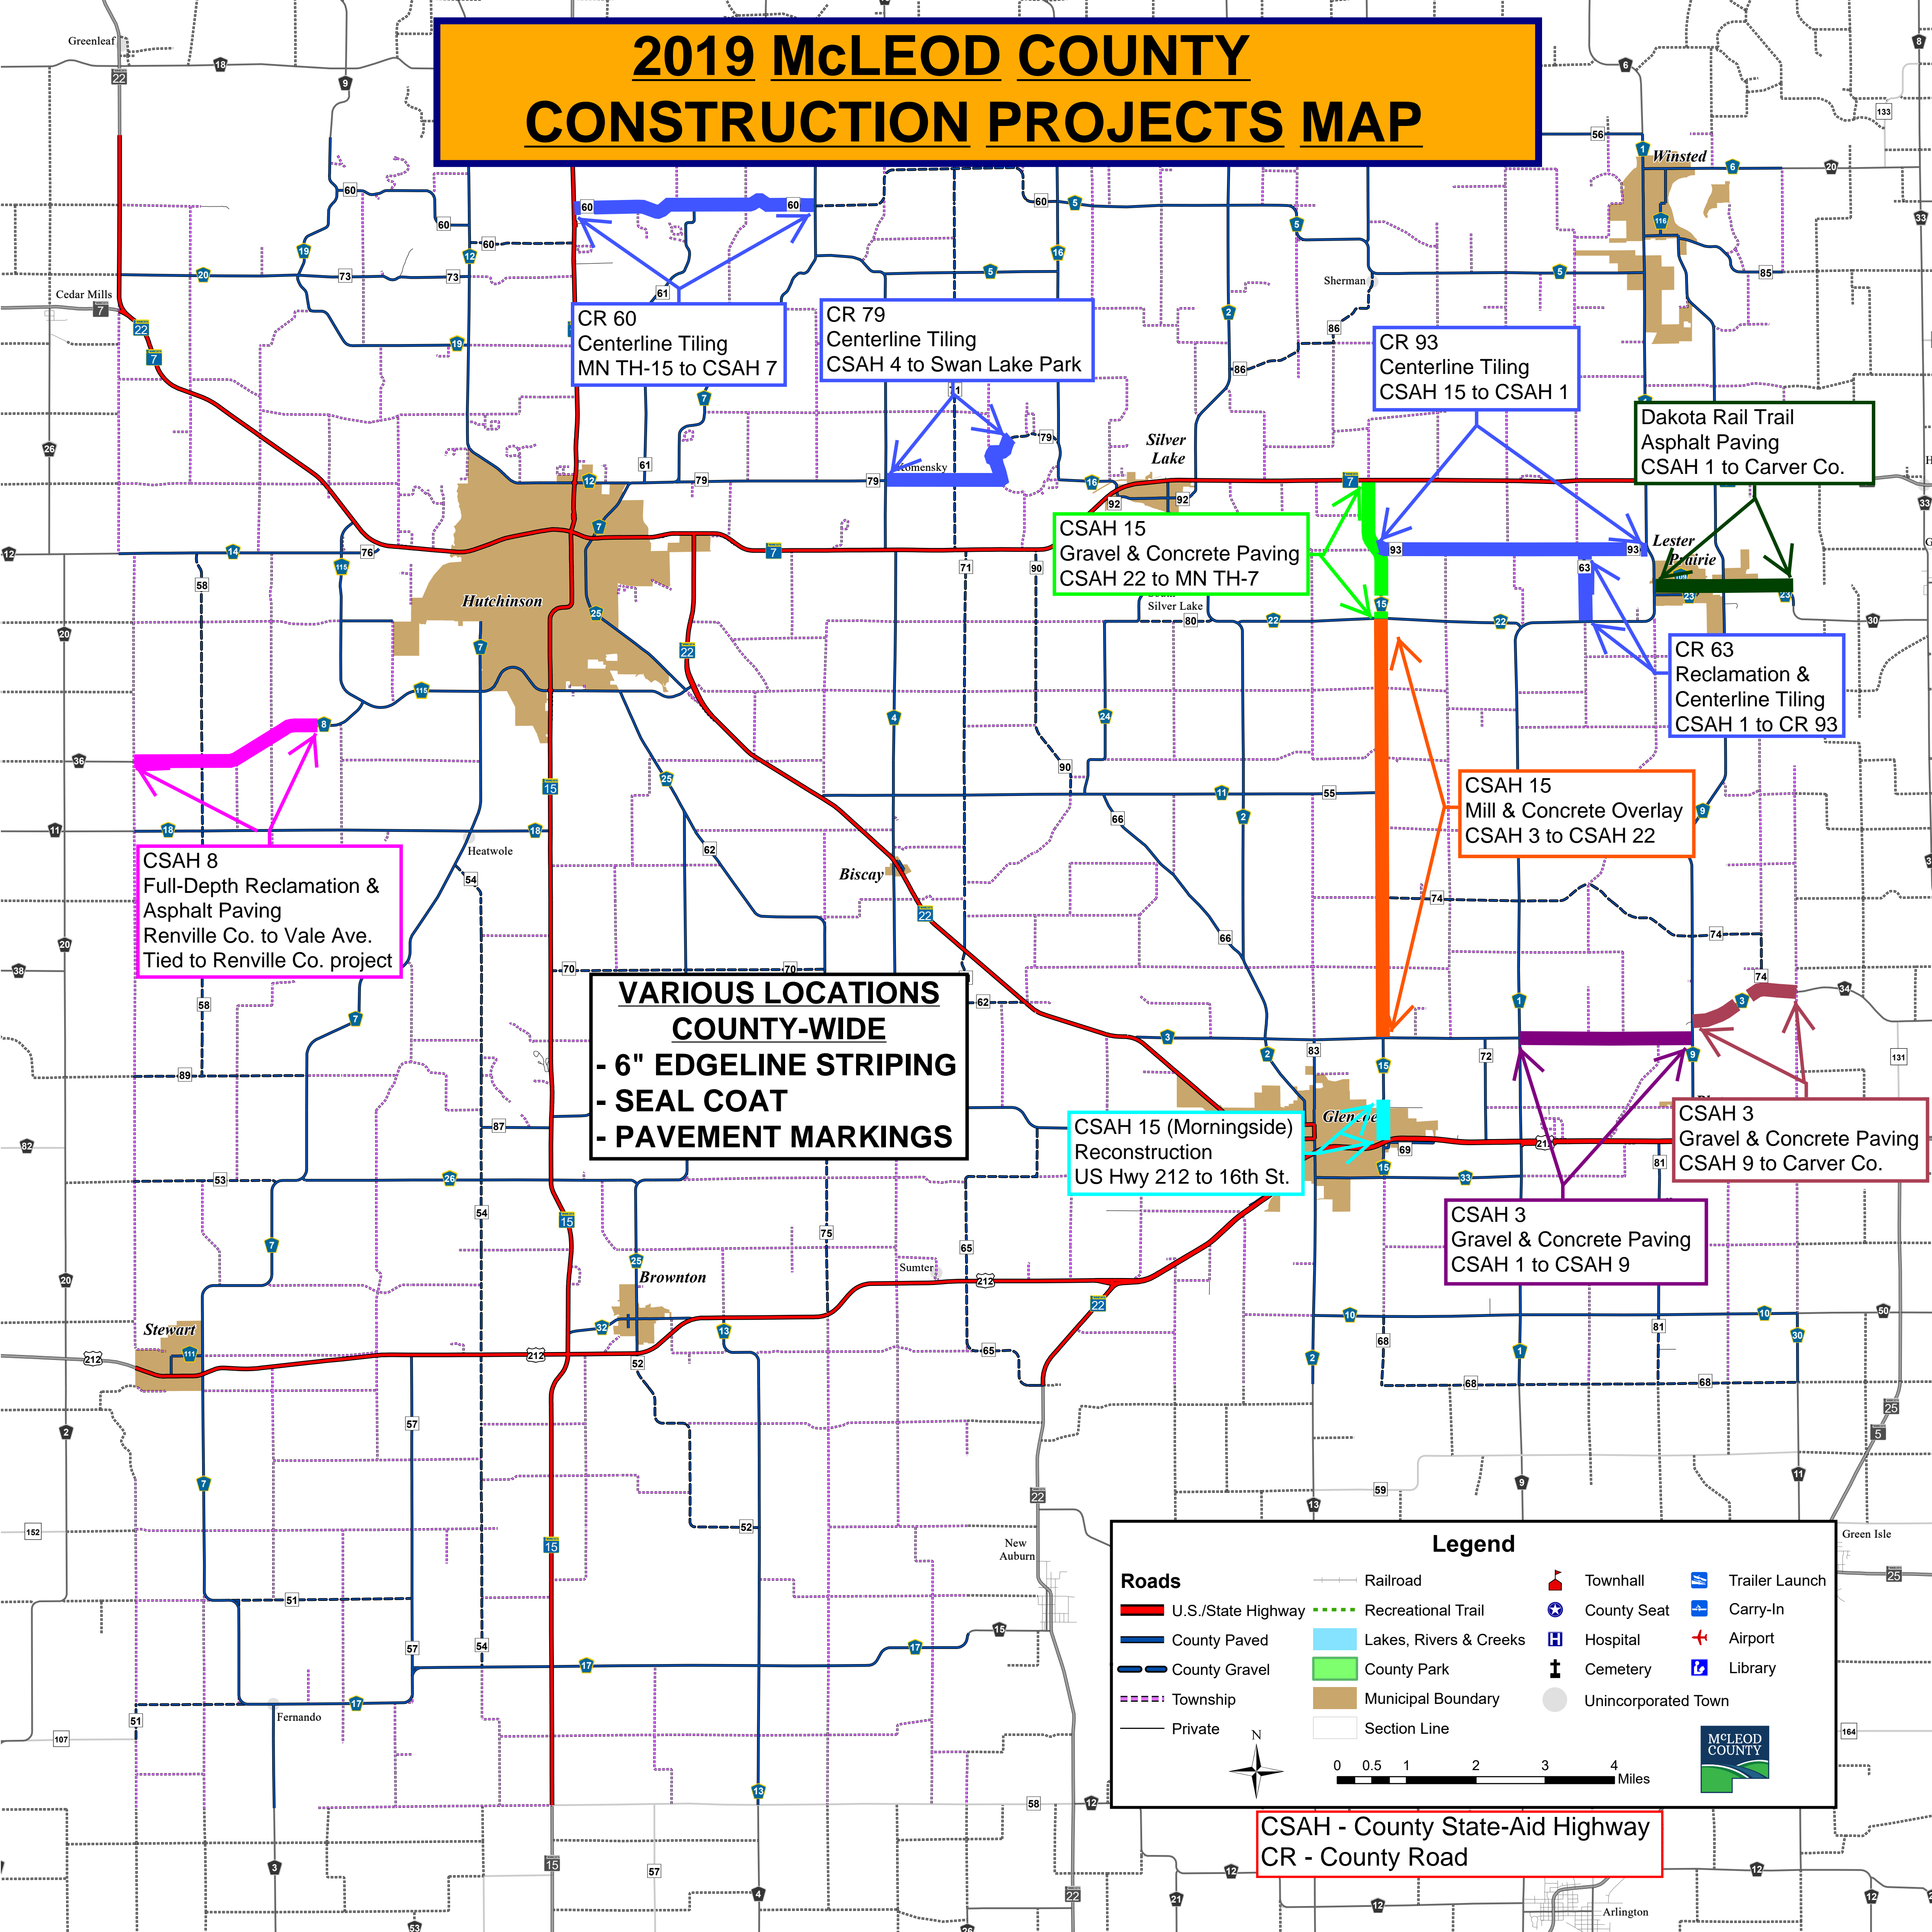 2019 McLEOD COUNTY
CONSTRUCTION PROJECTS MAP
Greenleaf
Winsted
Cedar Mills
Sherman
CR 60
Centerline Tiling
MN TH-15 to CSAH 7
CR 79
Centerline Tiling
CSAH 4 to Swan Lake Park
CR 93
Centerline Tiling
CSAH 15 to CSAH 1
Dakota Rail Trail
Asphalt Paving
CSAH 1 to Carver Co.
Silver
Lake
CSAH 15
Gravel & Concrete Paving
CSAH 22 to MN TH-7
Lester
Prairie
Hutchinson
Silver Lake
CR 63
Reclamation &
Centerline Tiling
CSAH 1 to CR 93
CSAH 15
Mill & Concrete Overlay
CSAH 3 to CSAH 22
Heatwole
Biscay
CSAH 8
Full-Depth Reclamation &
Asphalt Paving
Renville Co. to Vale Ave.
Tied to Renville Co. project
VARIOUS LOCATIONS
COUNTY-WIDE
- 6" EDGELINE STRIPING
- SEAL COAT
- PAVEMENT MARKINGS
CSAH 15 (Morningside)
Reconstruction
US Hwy 212 to 16th St.
Glencoe
CSAH 3
Gravel & Concrete Paving
CSAH 9 to Carver Co.
CSAH 3
Gravel & Concrete Paving
CSAH 1 to CSAH 9
Sumter
Brownton
Stewart
New
Auburn
Green Isle
Fernando
Legend
Roads
U.S./State Highway
County Paved
County Gravel
Township
Private
Railroad
Recreational Trail
Lakes, Rivers & Creeks
County Park
Municipal Boundary
Section Line
Townhall
County Seat
Hospital
Cemetery
Unincorporated Town
Trailer Launch
Carry-In
Airport
Library
N
0 0.5 1 2 3 4
Miles
McLEOD
COUNTY
CSAH - County State-Aid Highway
CR - County Road
Arlington